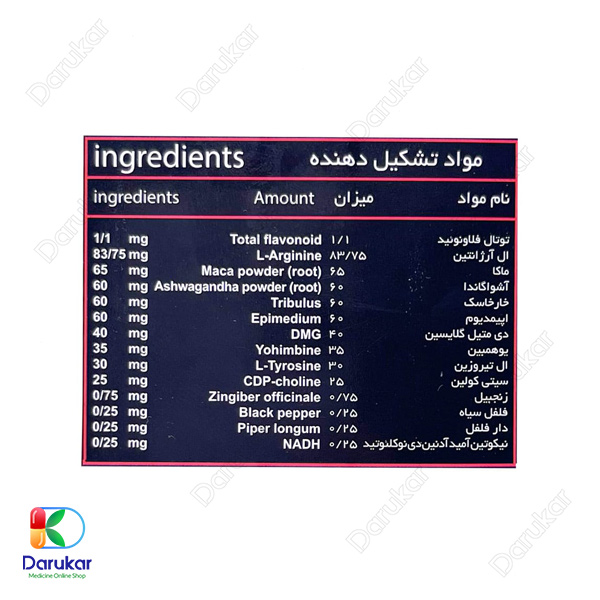 ingredients مواد تشکیل دهنده
ingredients Amount میزان نام مواد
1/1 mg Total flavonoid ۱/۱ توتال فلاونوئید
83/75 mg L-Arginine ۸۳/۷۵ ال آرژانتین
65 mg Maca powder (root) ۶۵ ماکا
60 mg Ashwagandha powder (root) ۶۰ آشواگاندا
60 mg Tribulus ۶۰ خارخاسک
60 mg Epimedium ۶۰ اپیمدیوم
40 mg DMG ۴۰ دی متیل گلایسین
35 mg Yohimbine ۳۵ یوهمبین
30 mg L-Tyrosine ۳۰ ال تیروزین
25 mg CDP-choline ۲۵ سیتی کولین
0/75 mg Zingiber officinale ۰/۷۵ زنجبیل
0/25 mg Black pepper ۰/۲۵ فلفل سیاه
0/25 mg Piper longum ۰/۲۵ دار فلفل
0/25 mg NADH ۰/۲۵ نیکوتین آمید آدنین دی نوکلئوتید
Darukar
Medicine Online Shop